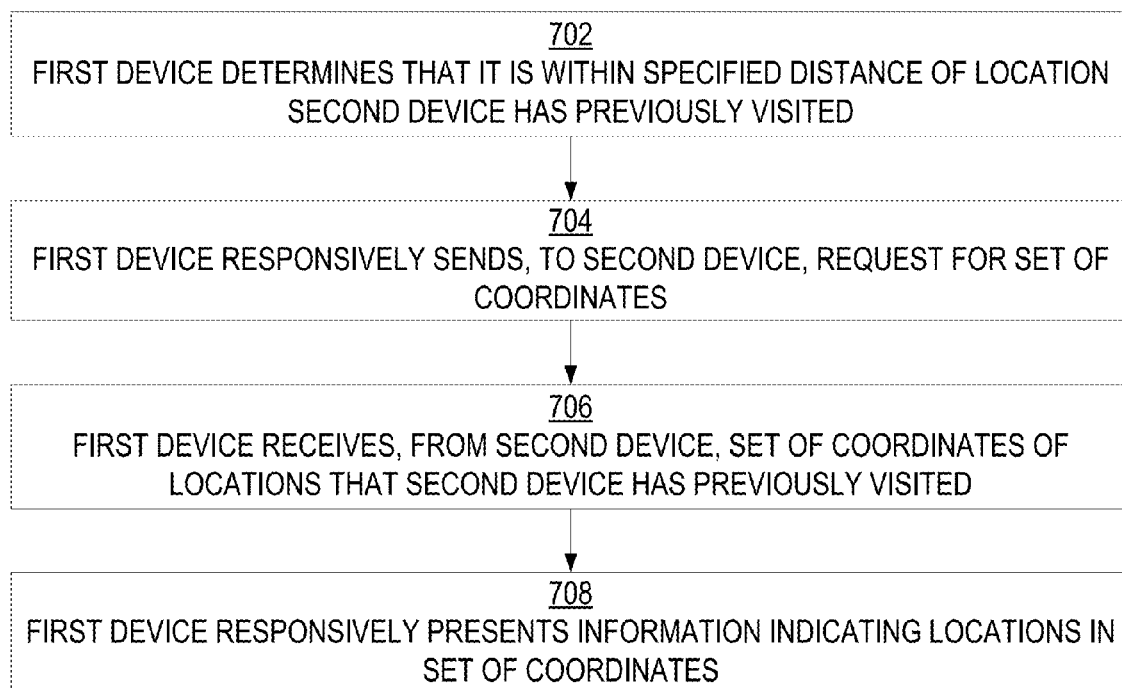 702
FIRST DEVICE DETERMINES THAT IT IS WITHIN SPECIFIED DISTANCE OF LOCATION
SECOND DEVICE HAS PREVIOUSLY VISITED
704
FIRST DEVICE RESPONSIVELY SENDS, TO SECOND DEVICE, REQUEST FOR SET OF
COORDINATES
706
FIRST DEVICE RECEIVES, FROM SECOND DEVICE, SET OF COORDINATES OF
LOCATIONS THAT SECOND DEVICE HAS PREVIOUSLY VISITED
708
FIRST DEVICE RESPONSIVELY PRESENTS INFORMATION INDICATING LOCATIONS IN
SET OF COORDINATES